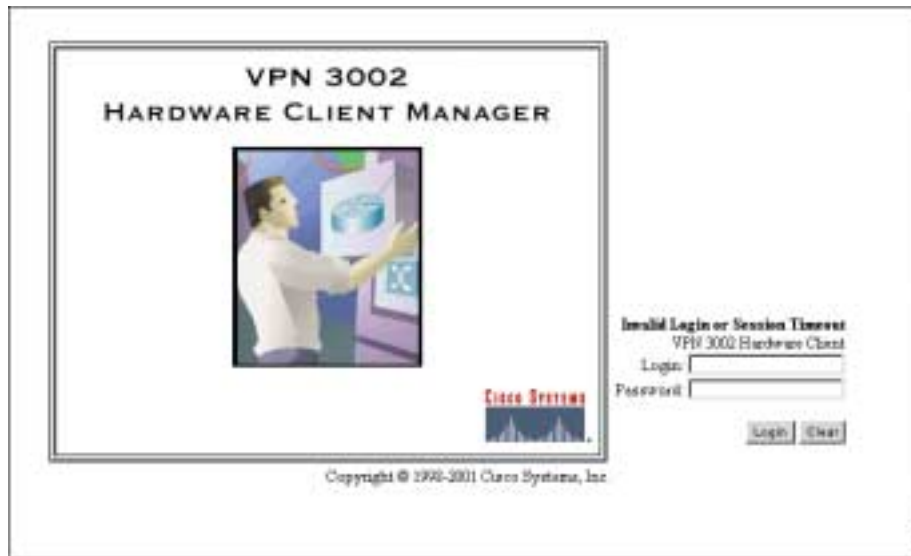 VPN 3002
HARDWARE CLIENT MANAGER
CISCO SYSTEMS
Invalid Login or Session Timeout
VPN 3002 Hardware Client
Login:
Password:
Login Clear
Copyright © 1998-2001 Cisco Systems, Inc